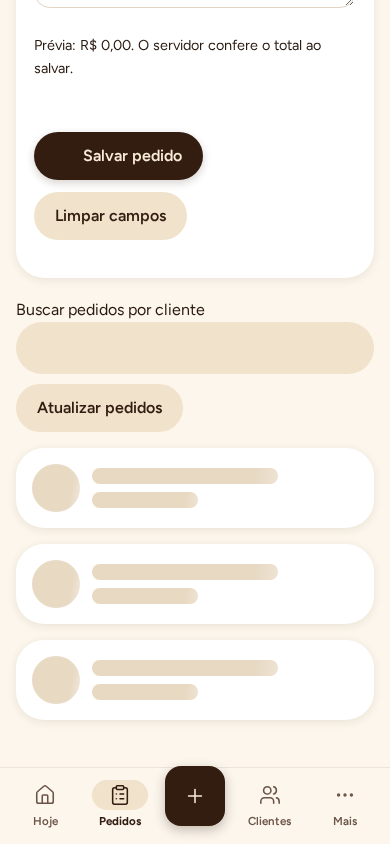 Prévia: R$ 0,00. O servidor confere o total ao
salvar.
Salvar pedido
Limpar campos
Buscar pedidos por cliente
Atualizar pedidos
Hoje
Pedidos
Clientes
Mais